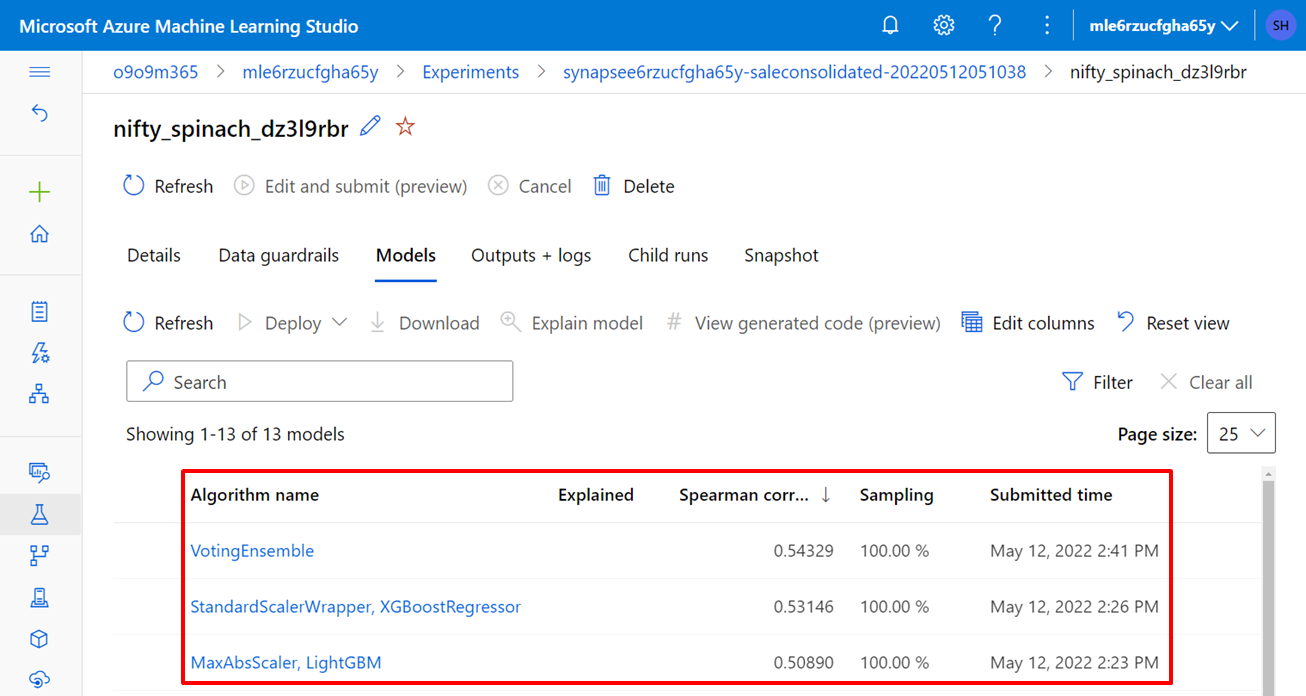 Microsoft Azure Machine Learning Studio
mle6rzucfgha65y
SH
o9o9m365 > mle6rzucfgha65y > Experiments > synapsee6rzucfgha65y-saleconsolidated-20220512051038 > nifty_spinach_dz3l9rbr
nifty_spinach_dz3l9rbr
Refresh Edit and submit (preview) Cancel Delete
Details Data guardrails Models Outputs + logs Child runs Snapshot
Refresh Deploy Download Explain model # View generated code (preview) Edit columns Reset view
Search
Filter Clear all
Showing 1-13 of 13 models
Page size: 25
Algorithm name Explained Spearman corr... ↓ Sampling Submitted time
VotingEnsemble 0.54329 100.00 % May 12, 2022 2:41 PM
StandardScalerWrapper, XGBoostRegressor 0.53146 100.00 % May 12, 2022 2:26 PM
MaxAbsScaler, LightGBM 0.50890 100.00 % May 12, 2022 2:23 PM